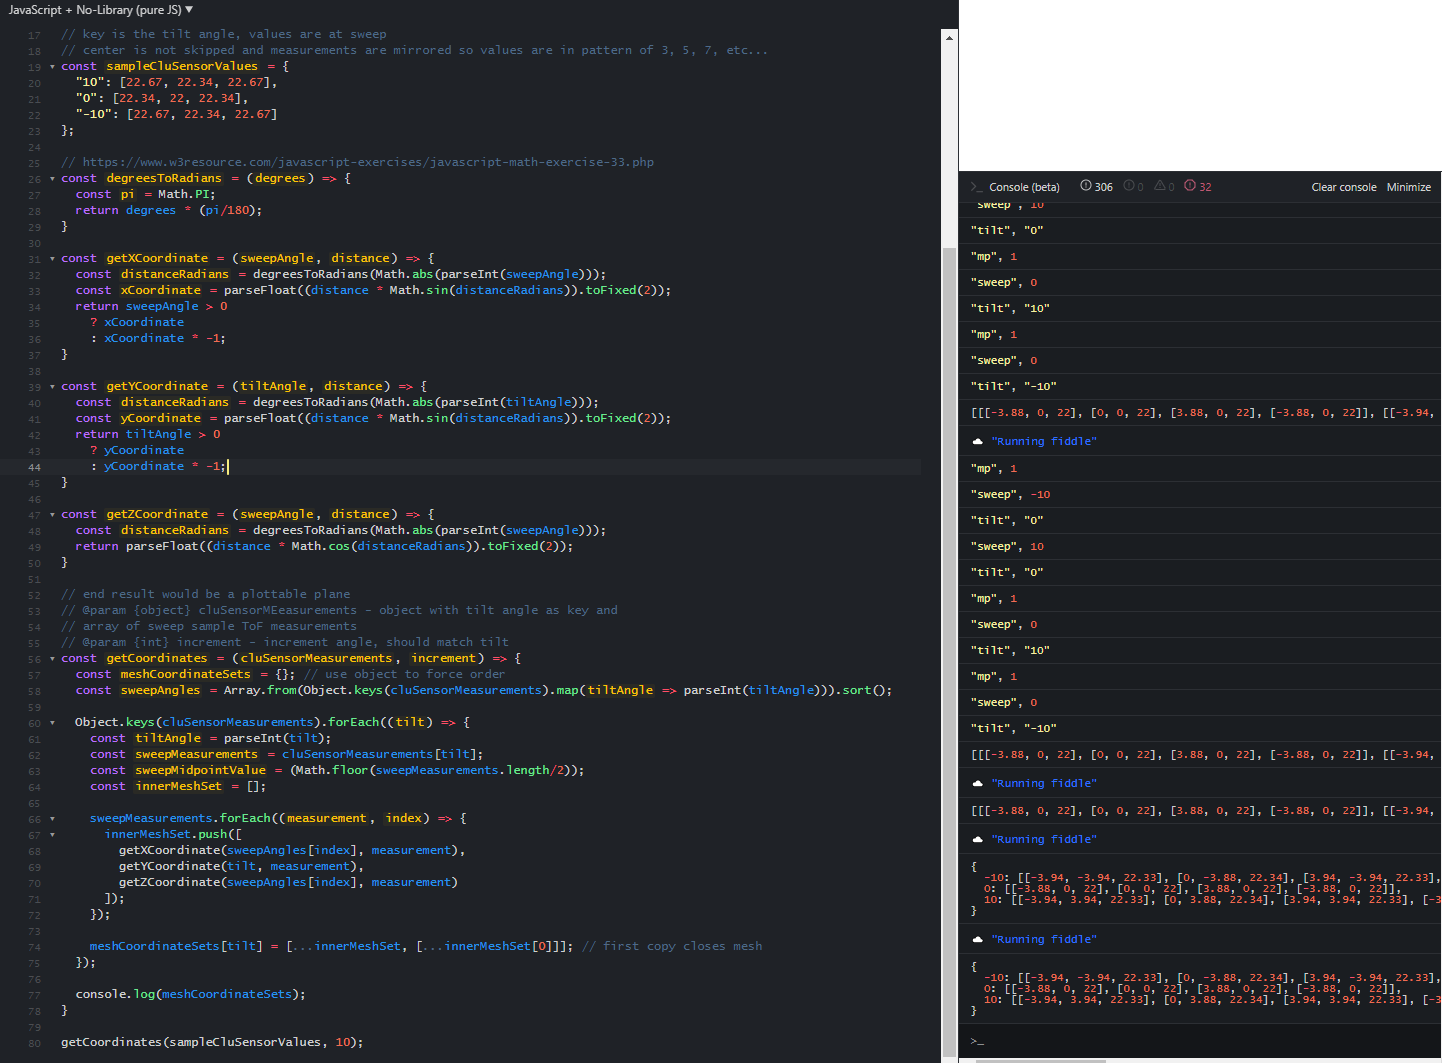 JavaScript + No-Library (pure JS) ▼
17 // key is the tilt angle, values are at sweep
18 // center is not skipped and measurements are mirrored so values are in pattern of 3, 5, 7, etc...
19 const sampleCluSensorValues = {
20 "10": [22.67, 22.34, 22.67],
21 "0": [22.34, 22, 22.34],
22 "-10": [22.67, 22.34, 22.67]
23 };
24
25 // https://www.w3resource.com/javascript-exercises/javascript-math-exercise-33.php
26 const degreesToRadians = (degrees) => {
27 const pi = Math.PI;
28 return degrees * (pi/180);
29 }
30
31 const getXCoordinate = (sweepAngle, distance) => {
32 const distanceRadians = degreesToRadians(Math.abs(parseInt(sweepAngle)));
33 const xCoordinate = parseFloat((distance * Math.sin(distanceRadians)).toFixed(2));
34 return sweepAngle > 0
35 ? xCoordinate
36 : xCoordinate * -1;
37 }
38
39 const getYCoordinate = (tiltAngle, distance) => {
40 const distanceRadians = degreesToRadians(Math.abs(parseInt(tiltAngle)));
41 const yCoordinate = parseFloat((distance * Math.sin(distanceRadians)).toFixed(2));
42 return tiltAngle > 0
43 ? yCoordinate
44 : yCoordinate * -1;
45 }
46
47 const getZCoordinate = (sweepAngle, distance) => {
48 const distanceRadians = degreesToRadians(Math.abs(parseInt(sweepAngle)));
49 return parseFloat((distance * Math.cos(distanceRadians)).toFixed(2));
50 }
51
52 // end result would be a plottable plane
53 // @param {object} cluSensorMEeasurements - object with tilt angle as key and
54 // array of sweep sample ToF measurements
55 // @param {int} increment - increment angle, should match tilt
56 const getCoordinates = (cluSensorMeasurements, increment) => {
57 const meshCoordinateSets = {}; // use object to force order
58 const sweepAngles = Array.from(Object.keys(cluSensorMeasurements).map(tiltAngle => parseInt(tiltAngle))).sort();
59
60 Object.keys(cluSensorMeasurements).forEach((tilt) => {
61 const tiltAngle = parseInt(tilt);
62 const sweepMeasurements = cluSensorMeasurements[tilt];
63 const sweepMidpointValue = (Math.floor(sweepMeasurements.length/2));
64 const innerMeshSet = [];
65
66 sweepMeasurements.forEach((measurement, index) => {
67 innerMeshSet.push([
68 getXCoordinate(sweepAngles[index], measurement),
69 getYCoordinate(tilt, measurement),
70 getZCoordinate(sweepAngles[index], measurement)
71 ]);
72 });
73
74 meshCoordinateSets[tilt] = [...innerMeshSet, [...innerMeshSet[0]]]; // first copy closes mesh
75 });
76
77 console.log(meshCoordinateSets);
78 }
79
80 getCoordinates(sampleCluSensorValues, 10);
>_ Console (beta) 306 0 0 32 Clear console Minimize
"sweep", 10
"tilt", "0"
"mp", 1
"sweep", 0
"tilt", "10"
"mp", 1
"sweep", 0
"tilt", "-10"
[[[-3.88, 0, 22], [0, 0, 22], [3.88, 0, 22], [-3.88, 0, 22]], [[-3.94,
"Running fiddle"
"mp", 1
"sweep", -10
"tilt", "0"
"sweep", 10
"tilt", "0"
"mp", 1
"sweep", 0
"tilt", "10"
"mp", 1
"sweep", 0
"tilt", "-10"
[[[-3.88, 0, 22], [0, 0, 22], [3.88, 0, 22], [-3.88, 0, 22]], [[-3.94,
"Running fiddle"
[[[-3.88, 0, 22], [0, 0, 22], [3.88, 0, 22], [-3.88, 0, 22]], [[-3.94,
"Running fiddle"
{
-10: [[-3.94, -3.94, 22.33], [0, -3.88, 22.34], [3.94, -3.94, 22.33],
0: [[-3.88, 0, 22], [0, 0, 22], [3.88, 0, 22], [-3.88, 0, 22]],
10: [[-3.94, 3.94, 22.33], [0, 3.88, 22.34], [3.94, 3.94, 22.33], [-3
}
"Running fiddle"
{
-10: [[-3.94, -3.94, 22.33], [0, -3.88, 22.34], [3.94, -3.94, 22.33],
0: [[-3.88, 0, 22], [0, 0, 22], [3.88, 0, 22], [-3.88, 0, 22]],
10: [[-3.94, 3.94, 22.33], [0, 3.88, 22.34], [3.94, 3.94, 22.33], [-3
}
>_